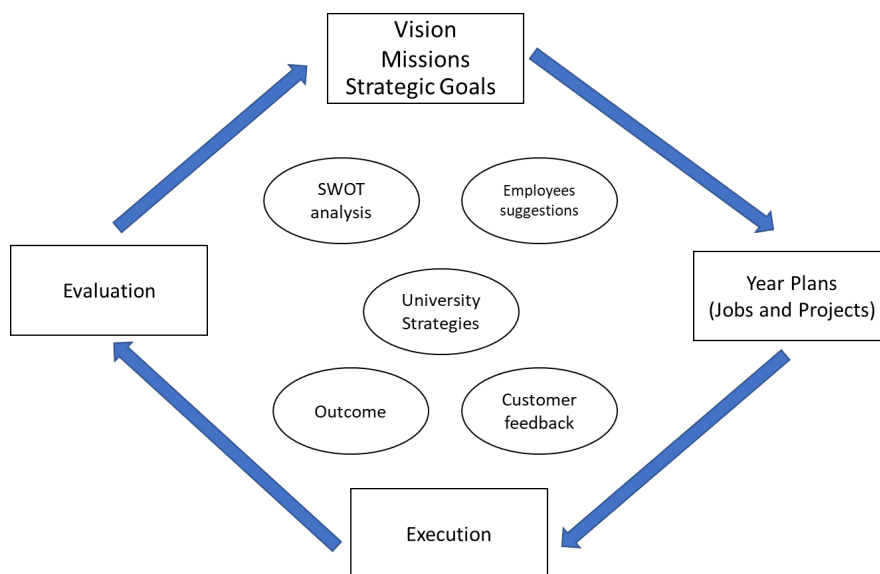 Vision
Missions
Strategic Goals
SWOT
analysis
Employees
suggestions
Evaluation
University
Strategies
Year Plans
(Jobs and Projects)
Outcome
Customer
feedback
Execution